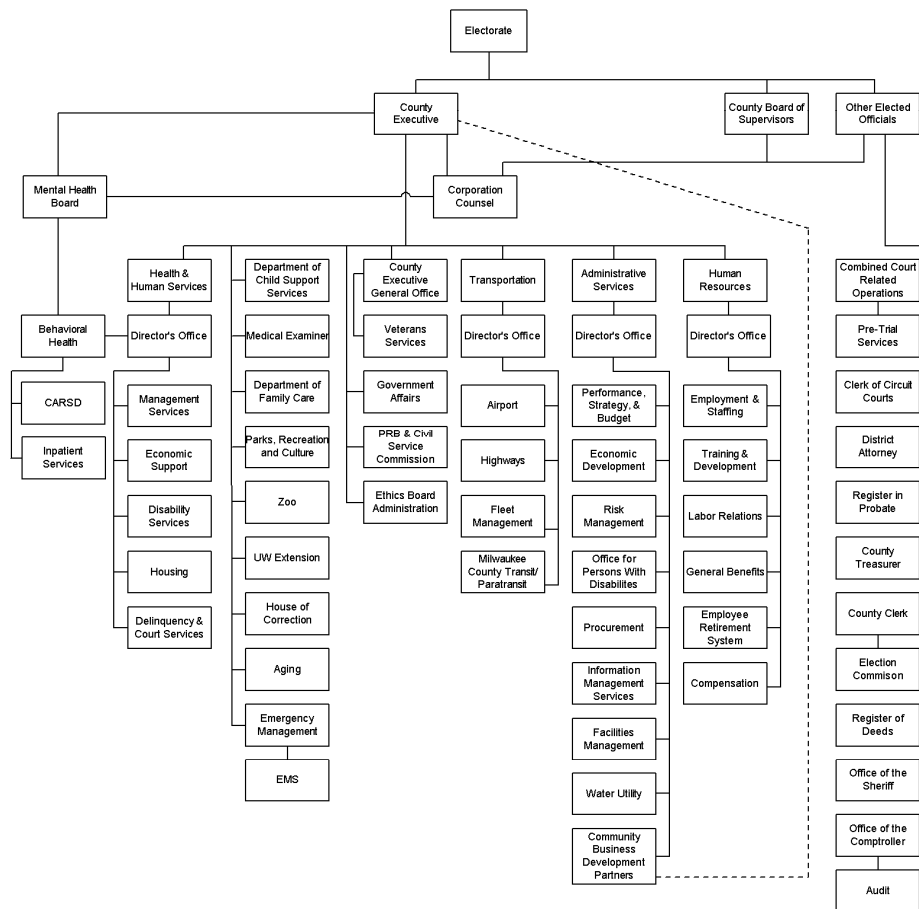 Electorate
County
Executive
County Board of
Supervisors
Other Elected
Officials
Mental Health
Board
Corporation
Counsel
Health &
Human Services
Behavioral
Health
Director's Office
CARSD
Inpatient
Services
Management
Services
Economic
Support
Disability
Services
Housing
Delinquency &
Court Services
Department of
Child Support
Services
Medical Examiner
Department of
Family Care
Parks, Recreation
and Culture
Zoo
UW Extension
House of
Correction
Aging
Emergency
Management
EMS
County
Executive
General Office
Veterans
Services
Government
Affairs
PRB & Civil
Service
Commission
Ethics Board
Administration
Transportation
Director's Office
Airport
Highways
Fleet
Management
Milwaukee
County Transit/
Paratransit
Administrative
Services
Director's Office
Performance,
Strategy, &
Budget
Economic
Development
Risk
Management
Office for
Persons With
Disabilites
Procurement
Information
Management
Services
Facilities
Management
Water Utility
Community
Business
Development
Partners
Human
Resources
Director's Office
Employment &
Staffing
Training &
Development
Labor Relations
General Benefits
Employee
Retirement
System
Compensation
Combined Court
Related
Operations
Pre-Trial
Services
Clerk of Circuit
Courts
District
Attorney
Register in
Probate
County
Treasurer
County Clerk
Election
Commison
Register of
Deeds
Office of the
Sheriff
Office of the
Comptroller
Audit